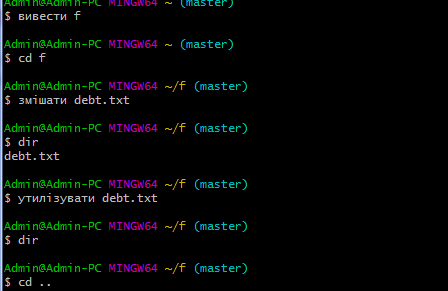 Admin@Admin-PC MINGW64 ~ (master)
$ вивести f
Admin@Admin-PC MINGW64 ~ (master)
$ cd f
Admin@Admin-PC MINGW64 ~/f (master)
$ змішати debt.txt
Admin@Admin-PC MINGW64 ~/f (master)
$ dir
debt.txt
Admin@Admin-PC MINGW64 ~/f (master)
$ утилізувати debt.txt
Admin@Admin-PC MINGW64 ~/f (master)
$ dir
Admin@Admin-PC MINGW64 ~/f (master)
$ cd ..